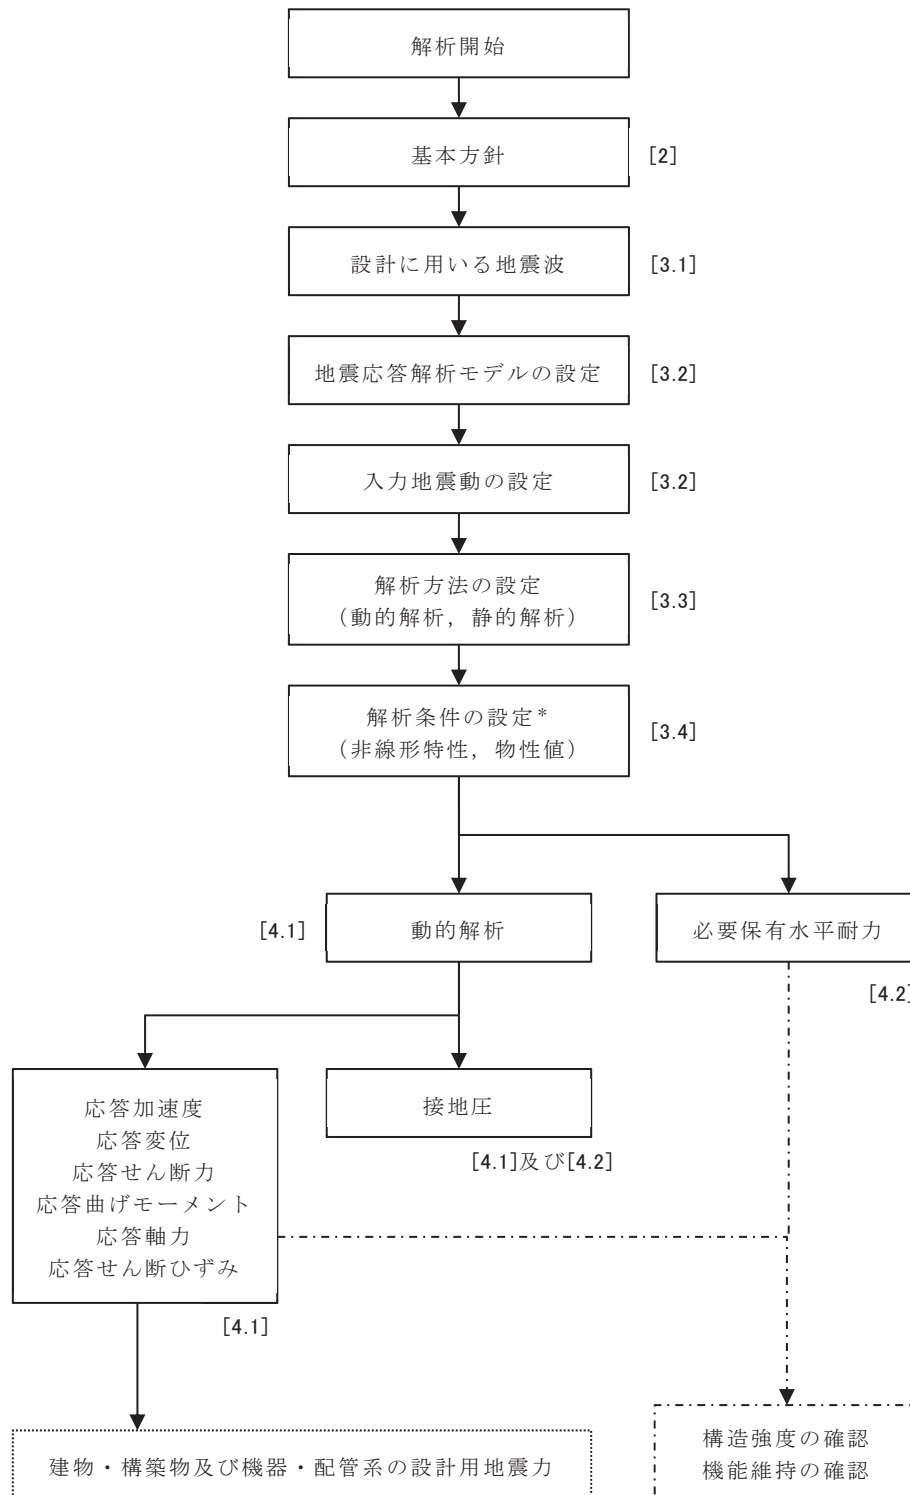 解析開始
基本方針
[2]
設計に用いる地震波
[3.1]
地震応答解析モデルの設定
[3.2]
入力地震動の設定
[3.2]
解析方法の設定
(動的解析，静的解析)
[3.3]
解析条件の設定*
(非線形特性，物性値)
[3.4]
[4.1]
動的解析
必要保有水平耐力
[4.2]
応答加速度
応答変位
応答せん断力
応答曲げモーメント
応答軸力
応答せん断ひずみ
[4.1]
接地圧
[4.1]及び[4.2]
建物・構築物及び機器・配管系の設計用地震力
構造強度の確認
機能維持の確認